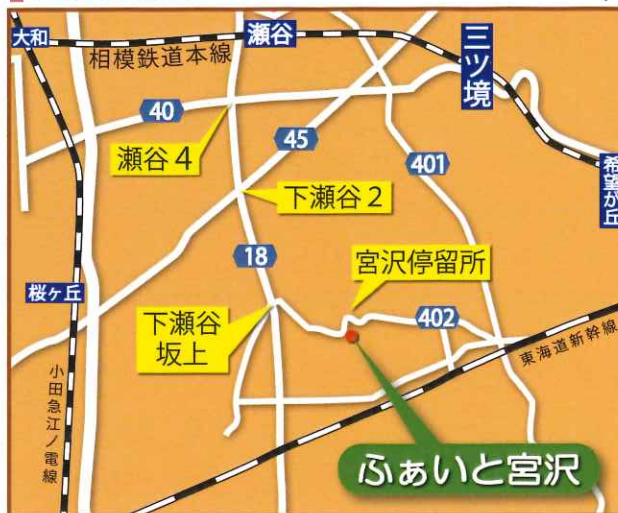 大和
相模鉄道本線
瀬谷
三ツ境
40
瀬谷4
45
401
希望が丘
下瀬谷2
18
宮沢停留所
桜ヶ丘
下瀬谷
坂上
402
東海道新幹線
小田急江ノ電線
ふぁいと宮沢